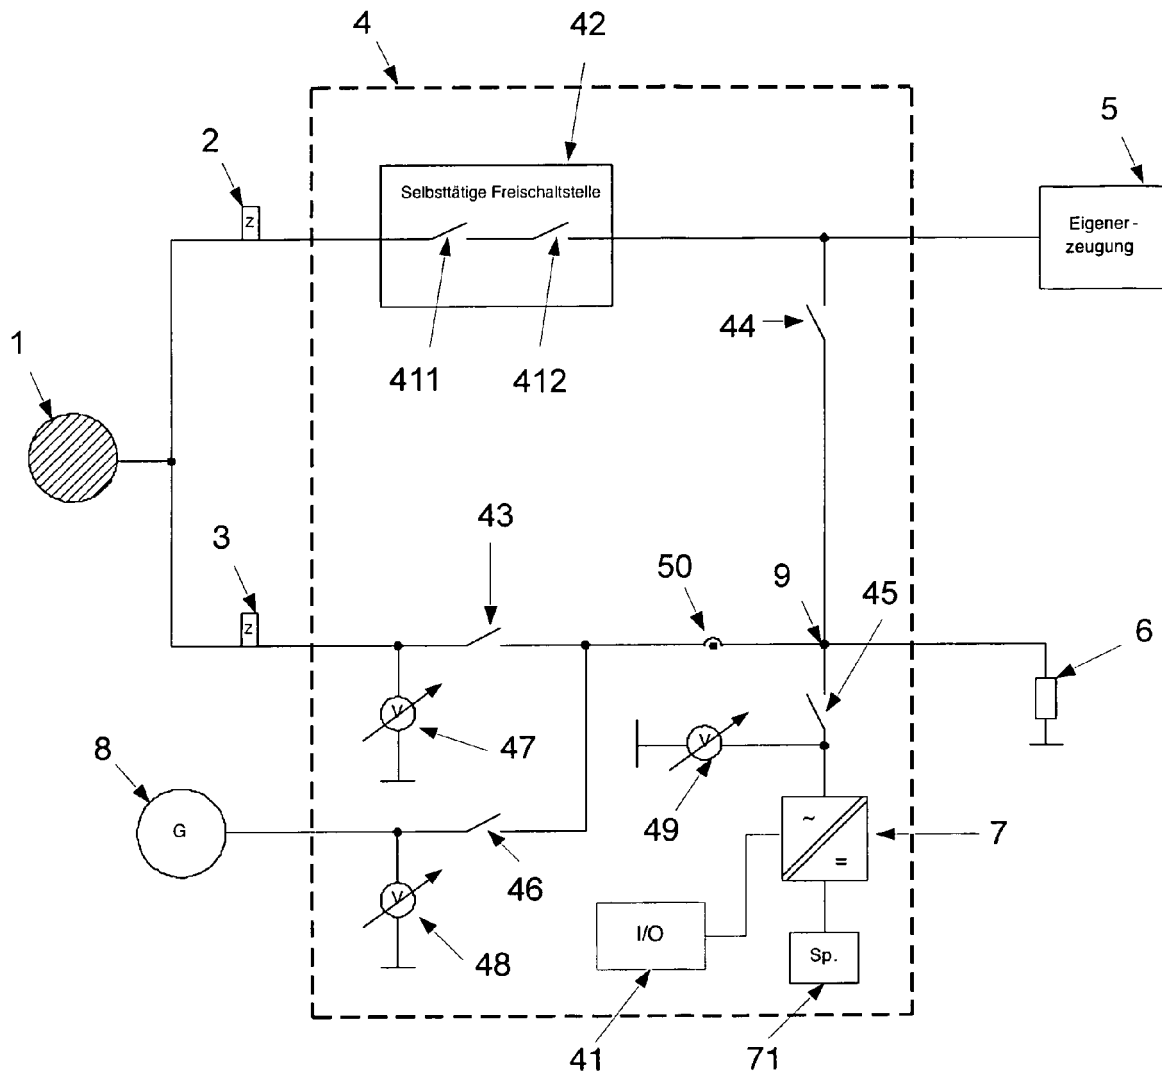 4
42
5
2
Selbsttätige Freischaltstelle
z
Eigener-
zeugung
44
1
411
412
43
3
50
9
45
6
z
V
47
V
8
49
G
~
=
7
46
V
48
I/O
Sp.
41
71